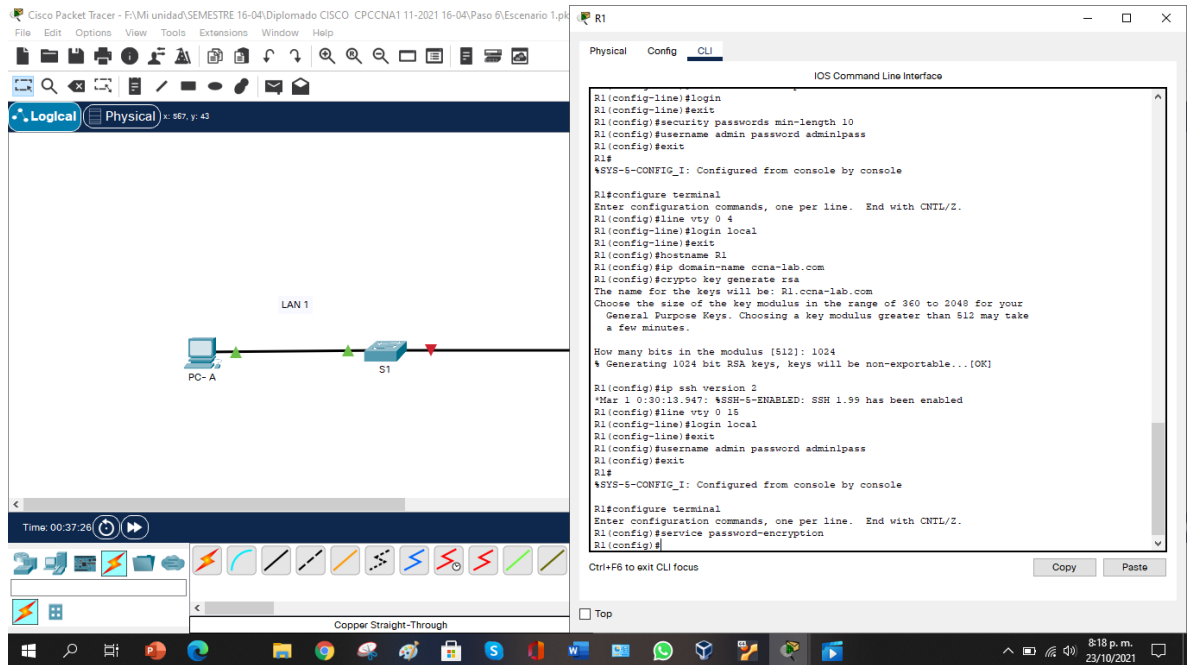 Cisco Packet Tracer - F:\Mi unidad\SEMESTRE 16-04\Diplomado CISCO CPCCNA1 11-2021 16-04\Paso 6\Escenario 1.pk
File Edit Options View Tools Extensions Window Help
Logical Physical x: 567, y: 43
LAN 1
PC- A
S1
Time: 00:37:26
Copper Straight-Through
R1
Physical Config CLI
IOS Command Line Interface
R1(config-line)#login
R1(config-line)#exit
R1(config)#security passwords min-length 10
R1(config)#username admin password admin1pass
R1(config)#exit
R1#
%SYS-5-CONFIG_I: Configured from console by console
R1#configure terminal
Enter configuration commands, one per line. End with CNTL/Z.
R1(config)#line vty 0 4
R1(config-line)#login local
R1(config-line)#exit
R1(config)#hostname R1
R1(config)#ip domain-name ccna-lab.com
R1(config)#crypto key generate rsa
The name for the keys will be: R1.ccna-lab.com
Choose the size of the key modulus in the range of 360 to 2048 for your
General Purpose Keys. Choosing a key modulus greater than 512 may take
a few minutes.
How many bits in the modulus [512]: 1024
% Generating 1024 bit RSA keys, keys will be non-exportable...[OK]
R1(config)#ip ssh version 2
*Mar 1 0:30:13.947: %SSH-5-ENABLED: SSH 1.99 has been enabled
R1(config)#line vty 0 15
R1(config-line)#login local
R1(config-line)#exit
R1(config)#username admin password admin1pass
R1(config)#exit
R1#
%SYS-5-CONFIG_I: Configured from console by console
R1#configure terminal
Enter configuration commands, one per line. End with CNTL/Z.
R1(config)#service password-encryption
R1(config)#
Ctrl+F6 to exit CLI focus
Copy Paste
Top
8:18 p. m.
23/10/2021